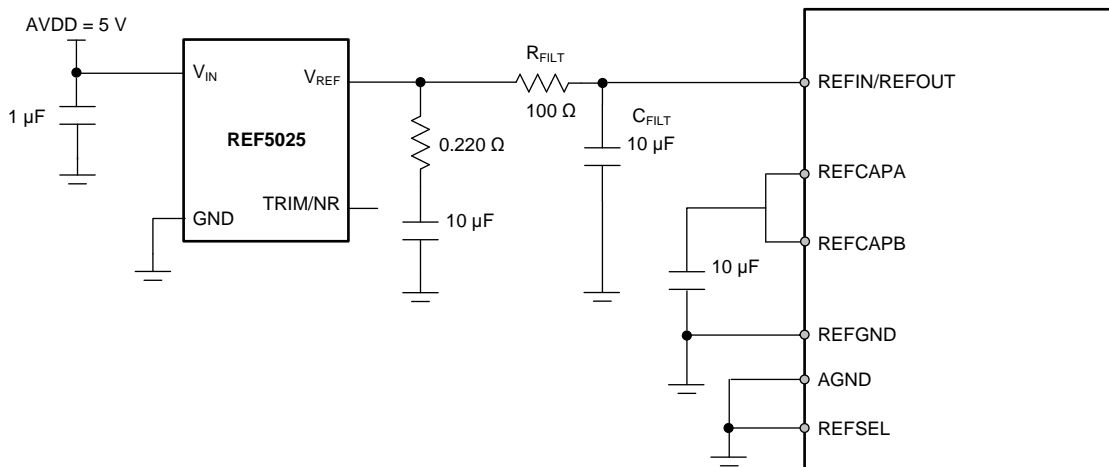 AVDD = 5 V
1 µF
VIN
VREF
REF5025
GND
TRIM/NR
0.220 Ω
10 µF
RFILT
100 Ω
CFILT
10 µF
10 µF
REFIN/REFOUT
REFCAPA
REFCAPB
REFGND
AGND
REFSEL